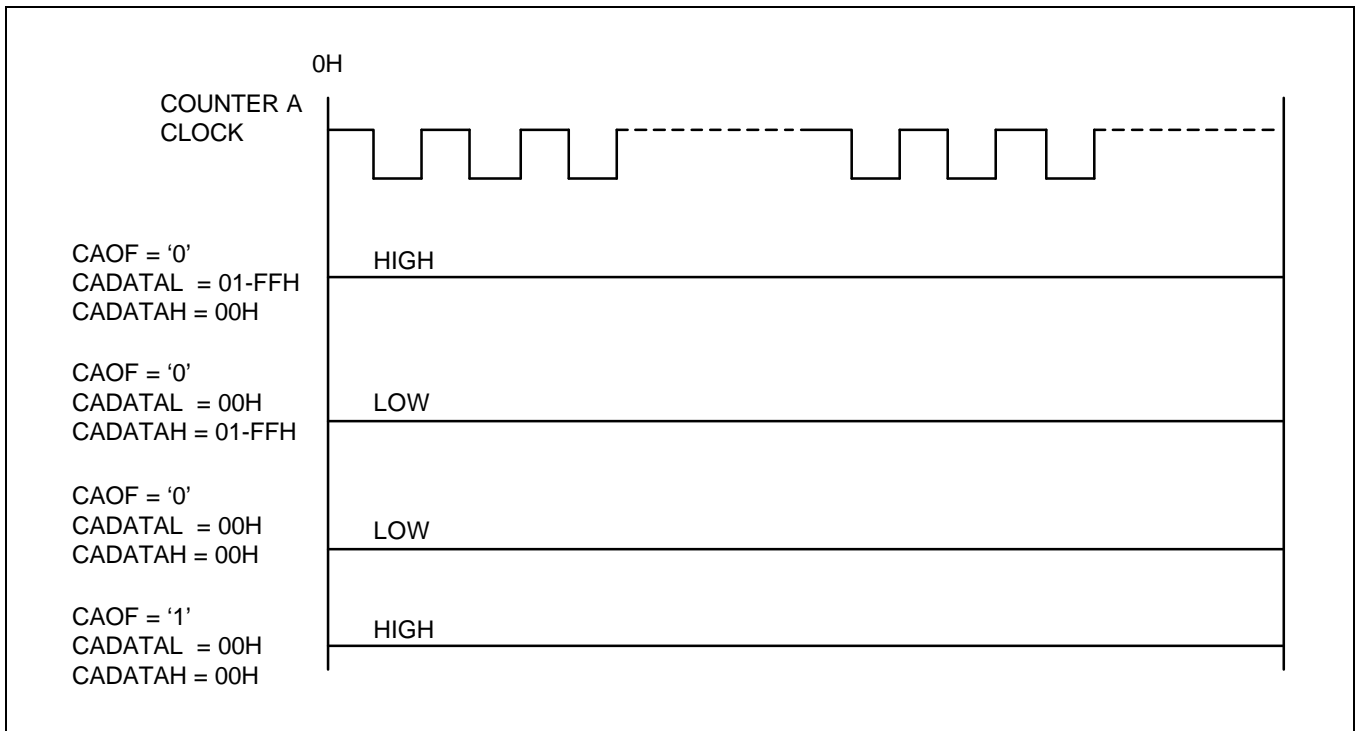 0H
COUNTER A
CLOCK
CAOF = ‘0’
CADATAL = 01-FFH
CADATAH = 00H
HIGH
CAOF = ‘0’
CADATAL = 00H
CADATAH = 01-FFH
LOW
CAOF = ‘0’
CADATAL = 00H
CADATAH = 00H
LOW
CAOF = ‘1’
CADATAL = 00H
CADATAH = 00H
HIGH